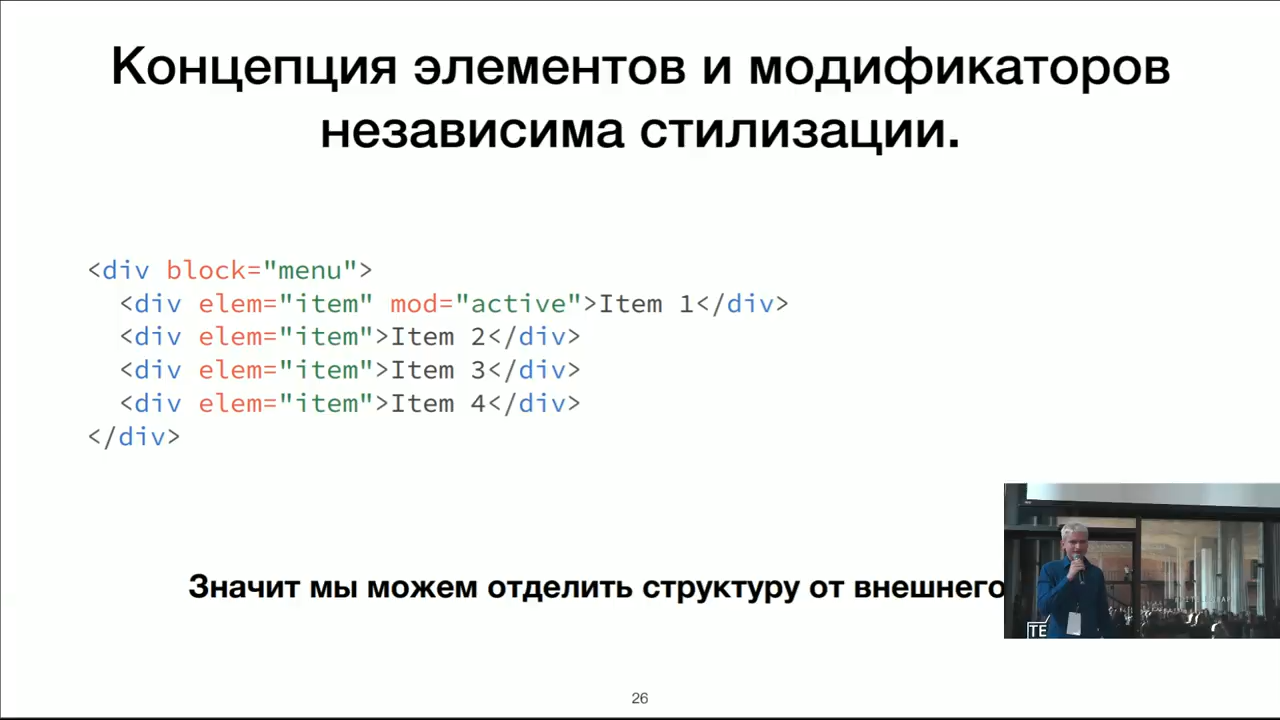 Концепция элементов и модификаторов
независима стилизации.
<div block="menu">
<div elem="item" mod="active">Item 1</div>
<div elem="item">Item 2</div>
<div elem="item">Item 3</div>
<div elem="item">Item 4</div>
</div>
Значит мы можем отделить структуру от внешнего
TE
26